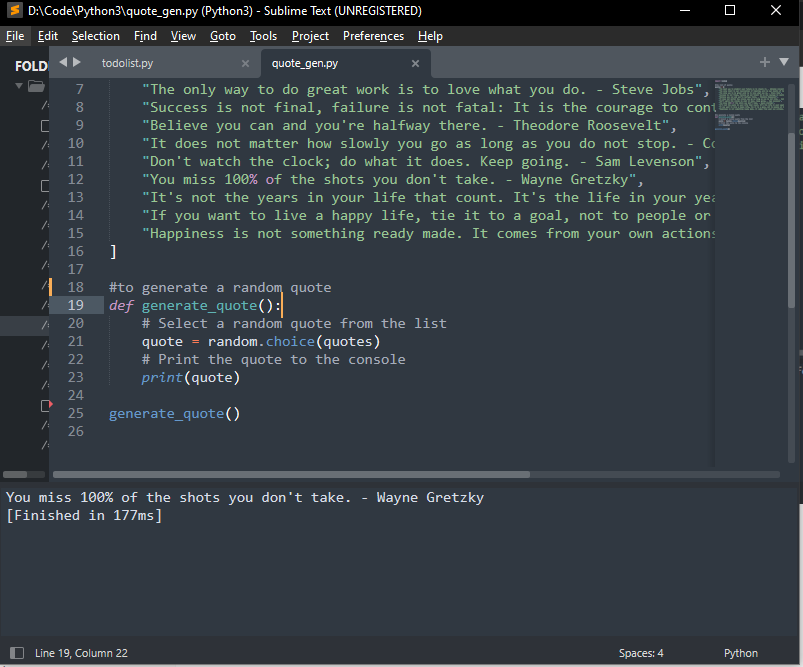 D:\Code\Python3\quote_gen.py (Python3) - Sublime Text (UNREGISTERED)
File Edit Selection Find View Goto Tools Project Preferences Help
FOLD
todolist.py
quote_gen.py
7 "The only way to do great work is to love what you do. - Steve Jobs",
8 "Success is not final, failure is not fatal: It is the courage to cont
9 "Believe you can and you're halfway there. - Theodore Roosevelt",
10 "It does not matter how slowly you go as long as you do not stop. - Co
11 "Don't watch the clock; do what it does. Keep going. - Sam Levenson",
12 "You miss 100% of the shots you don't take. - Wayne Gretzky",
13 "It's not the years in your life that count. It's the life in your yea
14 "If you want to live a happy life, tie it to a goal, not to people or
15 "Happiness is not something ready made. It comes from your own actions
16 ]
17
18 #to generate a random quote
19 def generate_quote():
20 # Select a random quote from the list
21 quote = random.choice(quotes)
22 # Print the quote to the console
23 print(quote)
24
25 generate_quote()
26
You miss 100% of the shots you don't take. - Wayne Gretzky
[Finished in 177ms]
Line 19, Column 22
Spaces: 4
Python